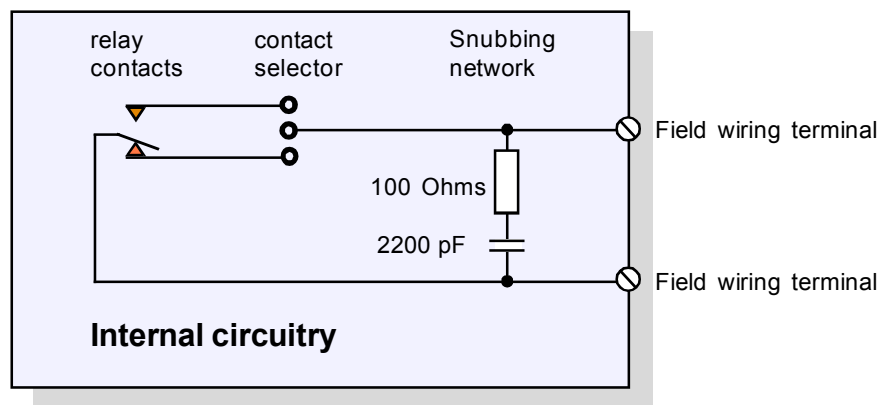 relay
contacts
contact
selector
Snubbing
network
Field wiring terminal
100 Ohms
2200 pF
Field wiring terminal
Internal circuitry